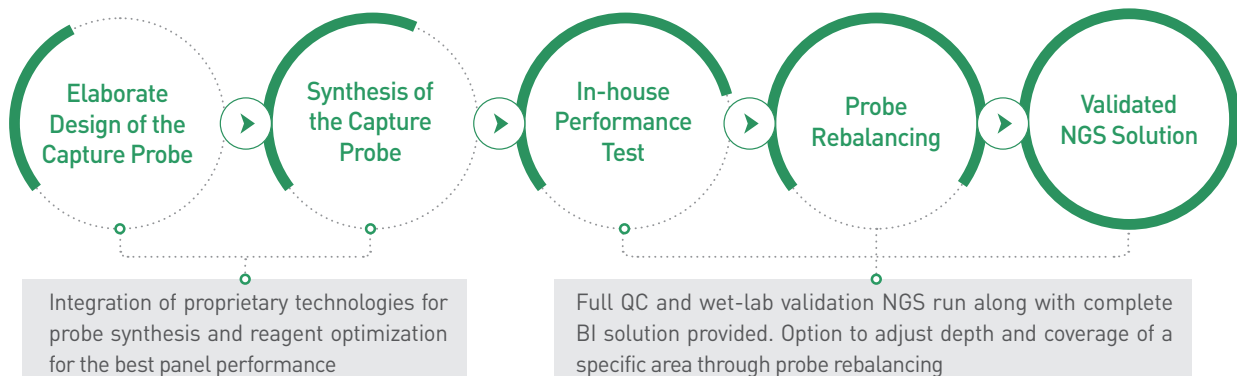 Elaborate
Design of the
Capture Probe
Synthesis of
the Capture
Probe
In-house
Performance
Test
Probe
Rebalancing
Validated
NGS Solution
Integration of proprietary technologies for
probe synthesis and reagent optimization
for the best panel performance
Full QC and wet-lab validation NGS run along with complete
BI solution provided. Option to adjust depth and coverage of a
specific area through probe rebalancing